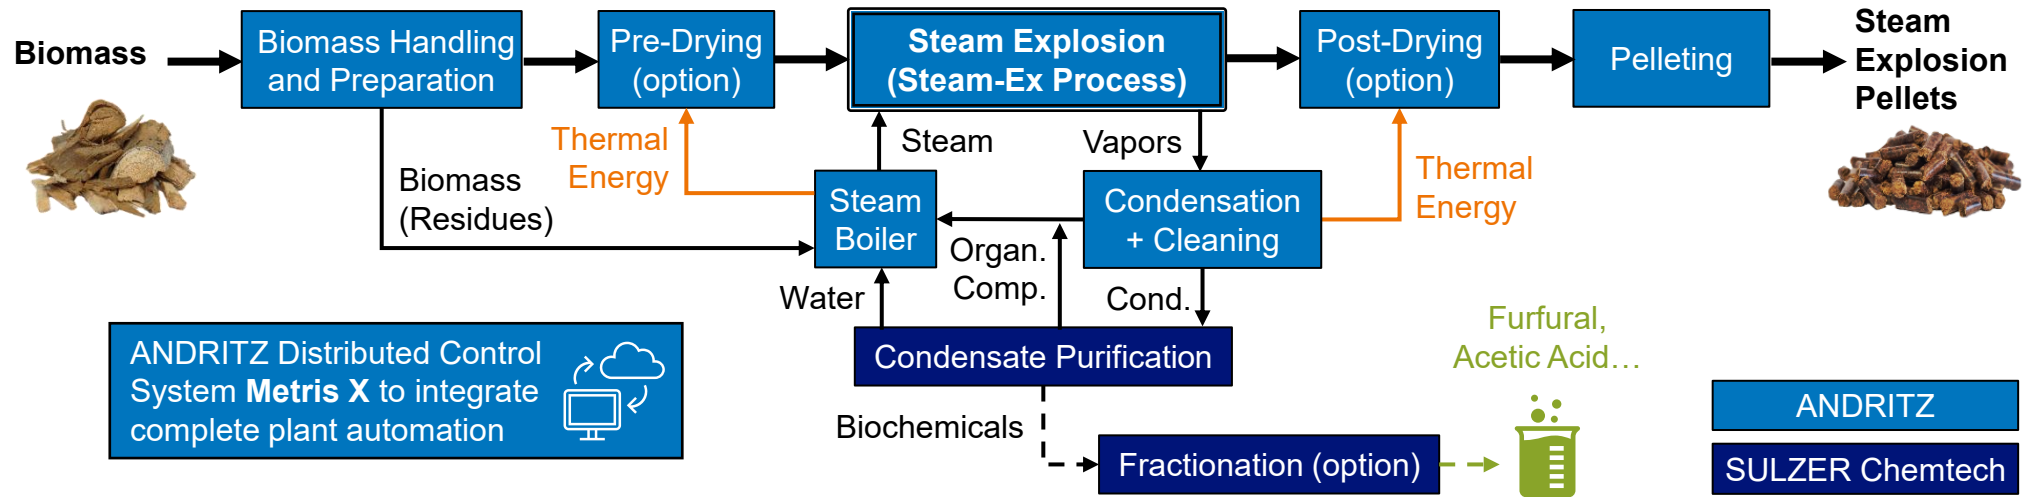 Biomass
Biomass Handling
and Preparation
Pre-Drying
(option)
Steam Explosion
(Steam-Ex Process)
Post-Drying
(option)
Pelleting
Steam
Explosion
Pellets
Thermal
Energy
Steam
Vapors
Thermal
Energy
Biomass
(Residues)
Steam
Boiler
Condensation
+ Cleaning
Organ.
Comp.
Water
Cond.
Condensate Purification
Furfural,
Acetic Acid…
ANDRITZ Distributed Control
System Metris X to integrate
complete plant automation
Biochemicals
Fractionation (option)
ANDRITZ
SULZER Chemtech